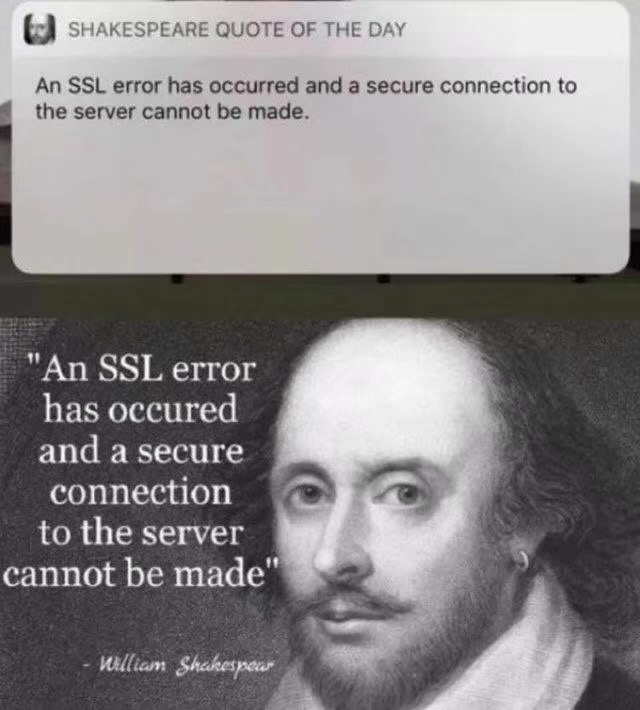 SHAKESPEARE QUOTE OF THE DAY
An SSL error has occurred and a secure connection to
the server cannot be made.
"An SSL error
has occured
and a secure
connection
to the server
cannot be made"
- William Shakespear